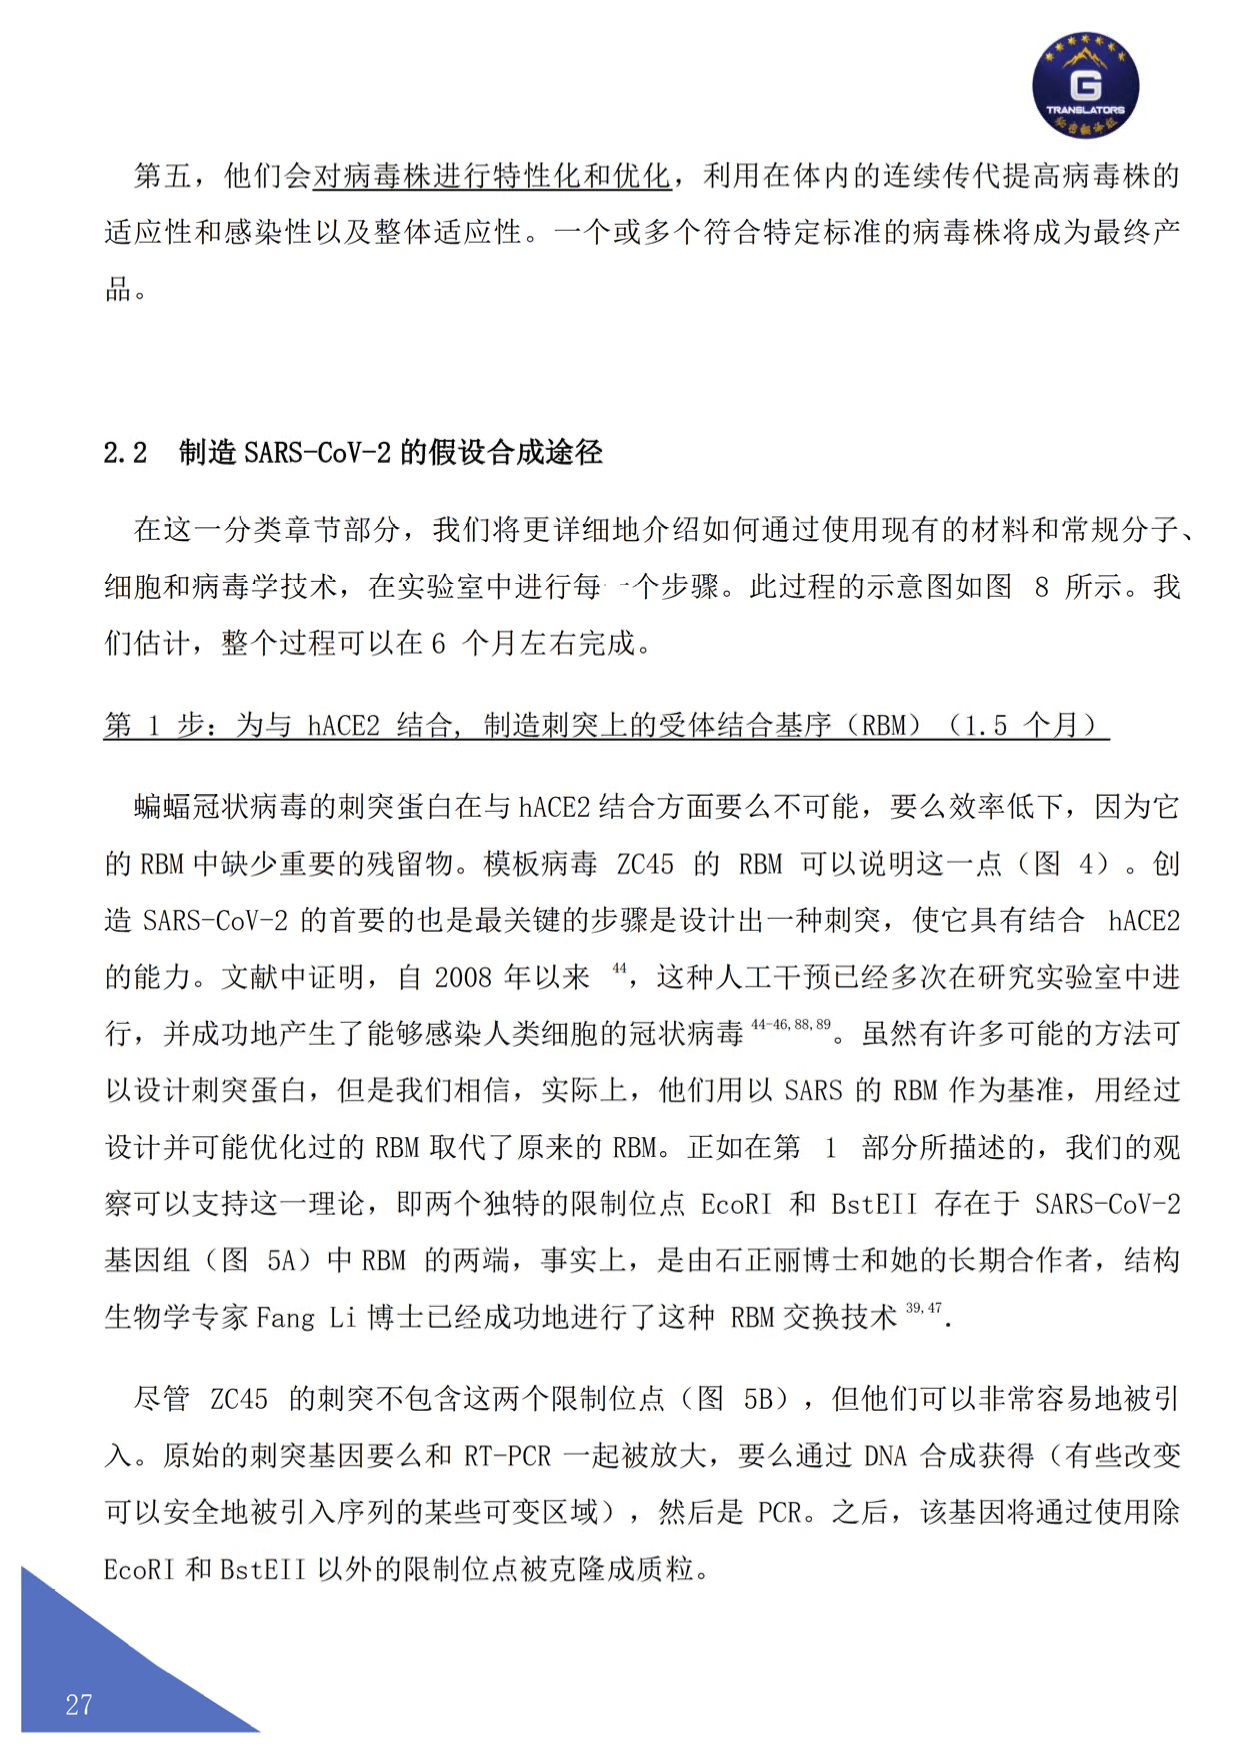 G
TRANSLATORS
秘密翻译组
第五，他们会对病毒株进行特性化和优化，利用在体内的连续传代提高病毒株的
适应性和感染性以及整体适应性。一个或多个符合特定标准的病毒株将成为最终产
品。
2.2 制造 SARS-CoV-2 的假设合成途径
在这一分类章节部分，我们将更详细地介绍如何通过使用现有的材料和常规分子、
细胞和病毒学技术，在实验室中进行每一个步骤。此过程的示意图如图 8 所示。我
们估计，整个过程可以在 6 个月左右完成。
第 1 步：为与 hACE2 结合, 制造刺突上的受体结合基序（RBM）（1.5 个月）
蝙蝠冠状病毒的刺突蛋白在与 hACE2 结合方面要么不可能，要么效率低下，因为它
的 RBM 中缺少重要的残留物。模板病毒 ZC45 的 RBM 可以说明这一点（图 4）。创
造 SARS-CoV-2 的首要的也是最关键的步骤是设计出一种刺突，使它具有结合 hACE2
的能力。文献中证明，自 2008 年以来 44，这种人工干预已经多次在研究实验室中进
行，并成功地产生了能够感染人类细胞的冠状病毒 44-46,88,89。虽然有许多可能的方法可
以设计刺突蛋白，但是我们相信，实际上，他们用以 SARS 的 RBM 作为基准，用经过
设计并可能优化过的 RBM 取代了原来的 RBM。正如在第 1 部分所描述的，我们的观
察可以支持这一理论，即两个独特的限制位点 EcoRI 和 BstEII 存在于 SARS-CoV-2
基因组（图 5A）中 RBM 的两端，事实上，是由石正丽博士和她的长期合作者，结构
生物学专家 Fang Li 博士已经成功地进行了这种 RBM 交换技术 39,47.
尽管 ZC45 的刺突不包含这两个限制位点（图 5B），但他们可以非常容易地被引
入。原始的刺突基因要么和 RT-PCR 一起被放大，要么通过 DNA 合成获得（有些改变
可以安全地被引入序列的某些可变区域），然后是 PCR。之后，该基因将通过使用除
EcoRI 和 BstEII 以外的限制位点被克隆成质粒。
27